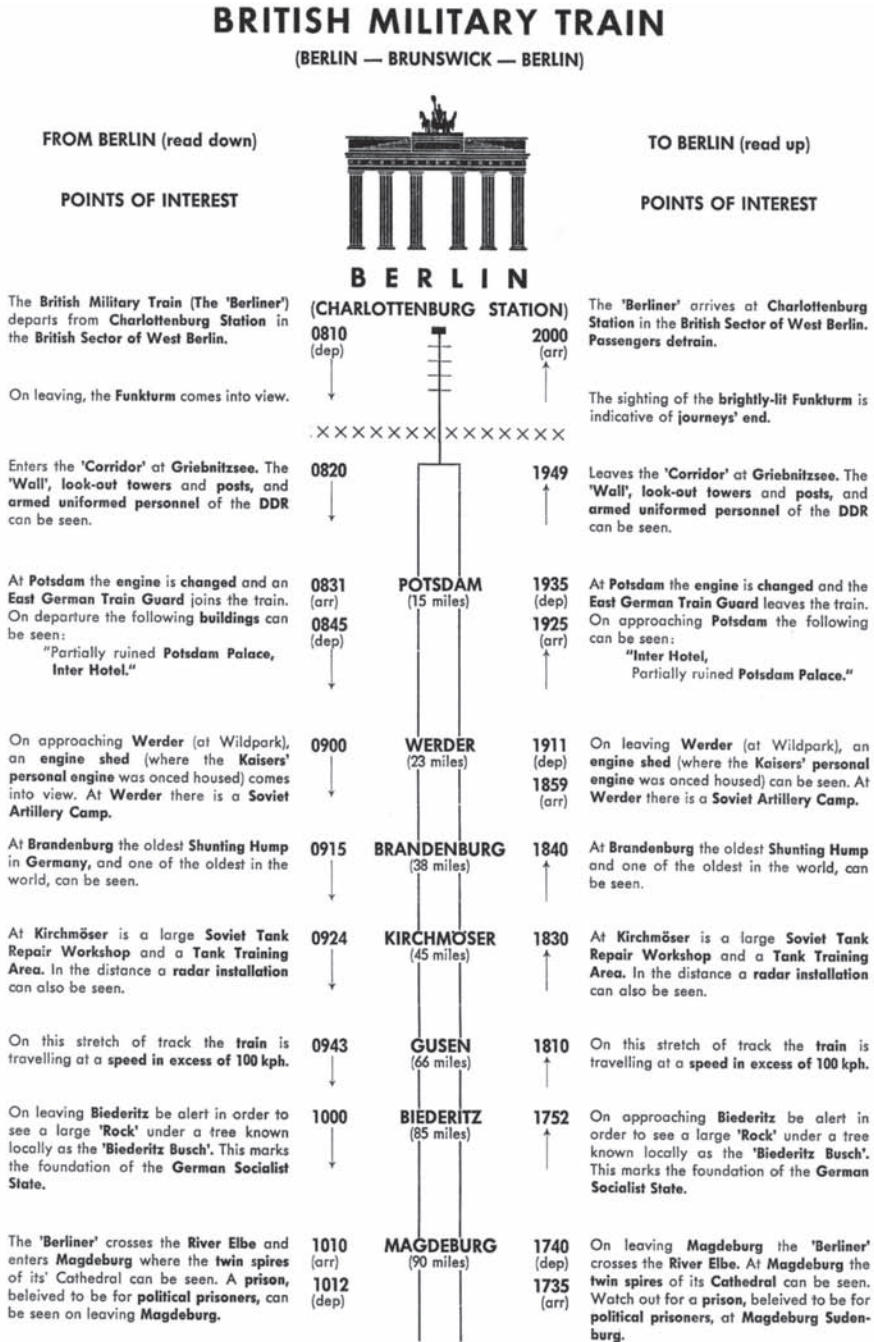 BRITISH MILITARY TRAIN
(BERLIN — BRUNSWICK — BERLIN)
FROM BERLIN (read down)
POINTS OF INTEREST
TO BERLIN (read up)
POINTS OF INTEREST
BERLIN
(CHARLOTTENBURG STATION)
The British Military Train (The 'Berliner')
departs from Charlottenburg Station in
the British Sector of West Berlin.
0810
(dep)
2000
(arr)
The 'Berliner' arrives at Charlottenburg
Station in the British Sector of West Berlin.
Passengers detrain.
On leaving, the Funkturm comes into view.
The sighting of the brightly-lit Funkturm is
indicative of journeys' end.
Enters the 'Corridor' at Griebnitzsee. The
'Wall', look-out towers and posts, and
armed uniformed personnel of the DDR
can be seen.
0820
1949
Leaves the 'Corridor' at Griebnitzsee. The
'Wall', look-out towers and posts, and
armed uniformed personnel of the DDR
can be seen.
At Potsdam the engine is changed and an
East German Train Guard joins the train.
On departure the following buildings can
be seen:
"Partially ruined Potsdam Palace,
Inter Hotel."
0831
(arr)
0845
(dep)
POTSDAM
(15 miles)
1935
(dep)
1925
(arr)
At Potsdam the engine is changed and the
East German Train Guard leaves the train.
On approaching Potsdam the following
can be seen:
"Inter Hotel,
Partially ruined Potsdam Palace."
On approaching Werder (at Wildpark),
an engine shed (where the Kaisers'
personal engine was onced housed) comes
into view. At Werder there is a Soviet
Artillery Camp.
0900
WERDER
(23 miles)
1911
(dep)
1859
(arr)
On leaving Werder (at Wildpark), an
engine shed (where the Kaisers' personal
engine was onced housed) can be seen. At
Werder there is a Soviet Artillery Camp.
At Brandenburg the oldest Shunting Hump
in Germany, and one of the oldest in the
world, can be seen.
0915
BRANDENBURG
(38 miles)
1840
At Brandenburg the oldest Shunting Hump
and one of the oldest in the world, can
be seen.
At Kirchmöser is a large Soviet Tank
Repair Workshop and a Tank Training
Area. In the distance a radar installation
can also be seen.
0924
KIRCHMÖSER
(45 miles)
1830
At Kirchmöser is a large Soviet Tank
Repair Workshop and a Tank Training
Area. In the distance a radar installation
can also be seen.
On this stretch of track the train is
travelling at a speed in excess of 100 kph.
0943
GUSEN
(66 miles)
1810
On this stretch of track the train is
travelling at a speed in excess of 100 kph.
On leaving Biederitz be alert in order to
see a large 'Rock' under a tree known
locally as the 'Biederitz Busch'. This marks
the foundation of the German Socialist
State.
1000
BIEDERITZ
(85 miles)
1752
On approaching Biederitz be alert in
order to see a large 'Rock' under a tree
known locally as the 'Biederitz Busch'.
This marks the foundation of the German
Socialist State.
The 'Berliner' crosses the River Elbe and
enters Magdeburg where the twin spires
of its' Cathedral can be seen. A prison,
beleived to be for political prisoners, can
be seen on leaving Magdeburg.
1010
(arr)
1012
(dep)
MAGDEBURG
(90 miles)
1740
(dep)
1735
(arr)
On leaving Magdeburg the 'Berliner'
crosses the River Elbe. At Magdeburg the
twin spires of its Cathedral can be seen.
Watch out for a prison, beleived to be for
political prisoners, at Magdeburg Suden-
burg.